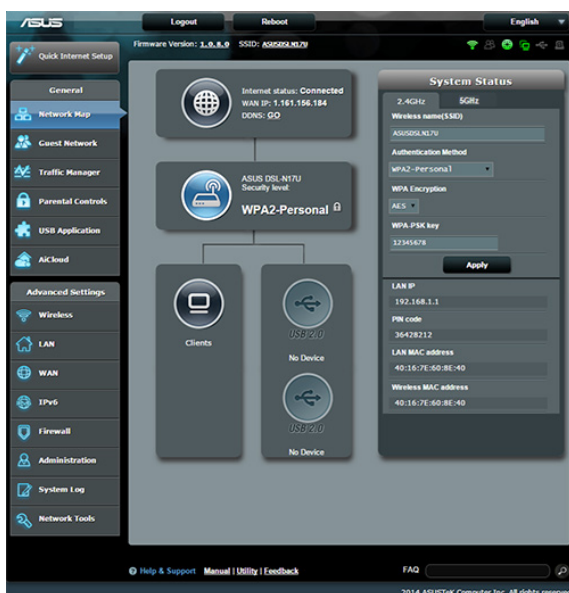 ASUS
Logout
Reboot
English
Quick Internet Setup
Firmware Version: 1.0.8.0 SSID: ASUSDSLN17U
General
Network Map
Guest Network
Traffic Manager
Parental Controls
USB Application
AiCloud
Advanced Settings
Wireless
LAN
WAN
IPv6
Firewall
Administration
System Log
Network Tools
Internet status: Connected
WAN IP: 1.161.156.184
DDNS: GO
ASUS DSL-N17U
Security level:
WPA2-Personal
Clients
USB 2.0
No Device
USB 2.0
No Device
System Status
2.4GHz 5GHz
Wireless name(SSID)
ASUSDSLN17U
Authentication Method
WPA2-Personal
WPA Encryption
AES
WPA-PSK key
12345678
Apply
LAN IP
192.168.1.1
PIN code
36428212
LAN MAC address
40:16:7E:60:8E:40
Wireless MAC address
40:16:7E:60:8E:40
Help & Support Manual | Utility | Feedback
FAQ
2014 ASUSTeK Computer Inc. All rights reserved